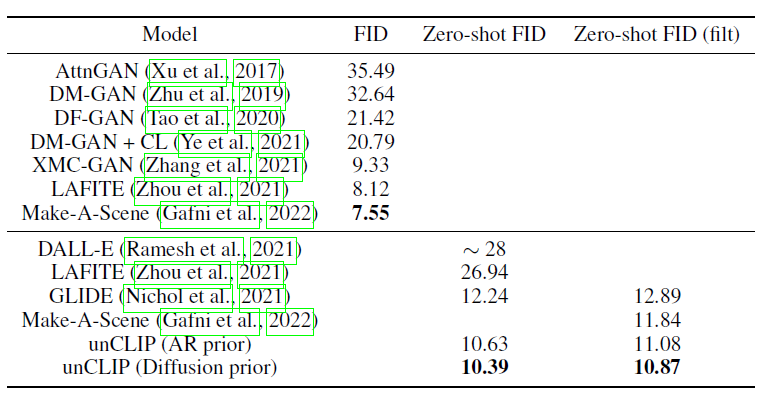 Model FID Zero-shot FID Zero-shot FID (filt)
AttnGAN (Xu et al., 2017) 35.49
DM-GAN (Zhu et al., 2019) 32.64
DF-GAN (Tao et al., 2020) 21.42
DM-GAN + CL (Ye et al., 2021) 20.79
XMC-GAN (Zhang et al., 2021) 9.33
LAFITE (Zhou et al., 2021) 8.12
Make-A-Scene (Gafni et al., 2022) 7.55
DALL-E (Ramesh et al., 2021) ∼ 28
LAFITE (Zhou et al., 2021) 26.94
GLIDE (Nichol et al., 2021) 12.24 12.89
Make-A-Scene (Gafni et al., 2022) 11.84
unCLIP (AR prior) 10.63 11.08
unCLIP (Diffusion prior) 10.39 10.87